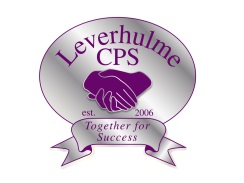 Leverhulme
CPS
est. 2006
Together for
Success